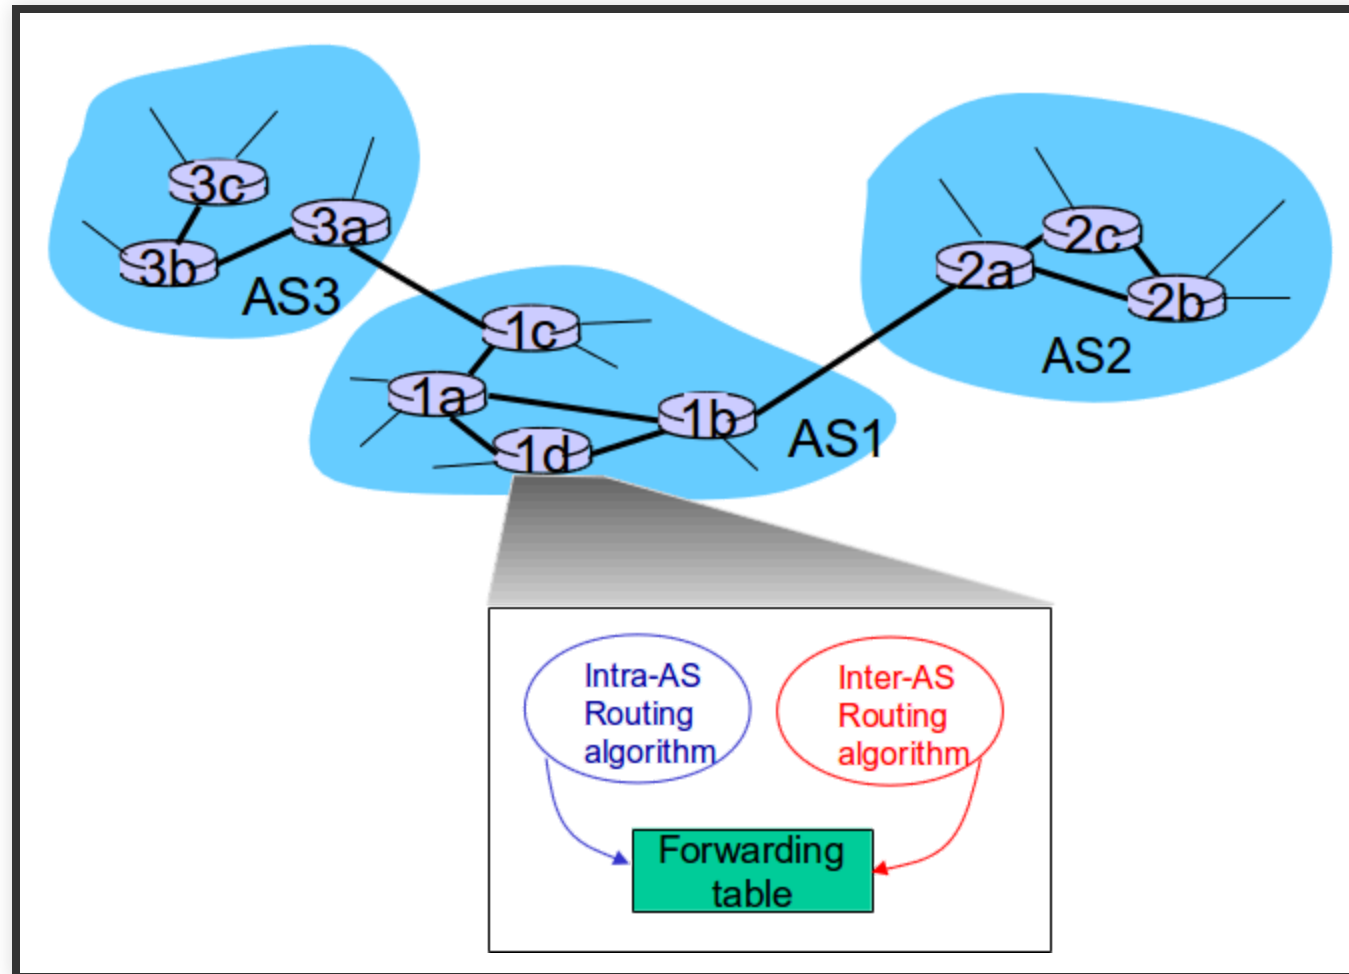 3c
3a
3b
AS3
2c
2a
2b
AS2
1c
1a
1b
AS1
1d
Intra-AS
Routing
algorithm
Inter-AS
Routing
algorithm
Forwarding
table